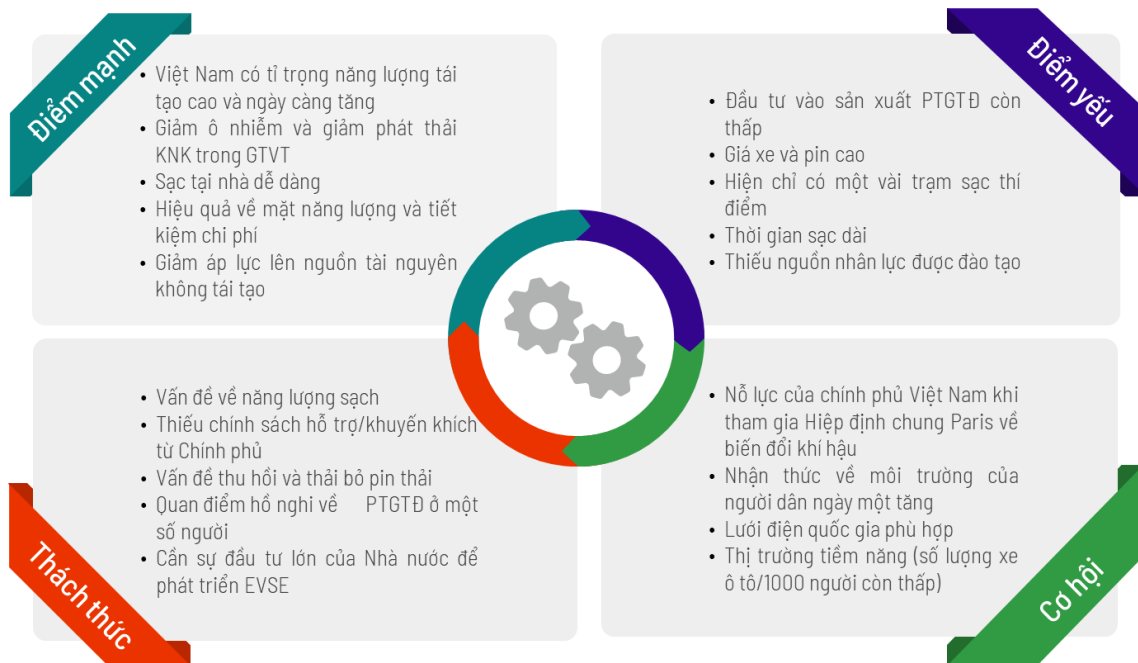 Điểm mạnh
• Việt Nam có tỉ trọng năng lượng tái
tạo cao và ngày càng tăng
• Giảm ô nhiễm và giảm phát thải
KNK trong GTVT
• Sạc tại nhà dễ dàng
• Hiệu quả về mặt năng lượng và tiết
kiệm chi phí
• Giảm áp lực lên nguồn tài nguyên
không tái tạo
Điểm yếu
• Đầu tư vào sản xuất PTGTĐ còn
thấp
• Giá xe và pin cao
• Hiện chỉ có một vài trạm sạc thí
điểm
• Thời gian sạc dài
• Thiếu nguồn nhân lực được đào tạo
Thách thức
• Vấn đề về năng lượng sạch
• Thiếu chính sách hỗ trợ/khuyến khích
từ Chính phủ
• Vấn đề thu hồi và thải bỏ pin thải
• Quan điểm hồ nghi về PTGTĐ ở một
số người
• Cần sự đầu tư lớn của Nhà nước để
phát triển EVSE
Cơ hội
• Nỗ lực của chính phủ Việt Nam khi
tham gia Hiệp định chung Paris về
biến đổi khí hậu
• Nhận thức về môi trường của
người dân ngày một tăng
• Lưới điện quốc gia phù hợp
• Thị trường tiềm năng (số lượng xe
ô tô/1000 người còn thấp)